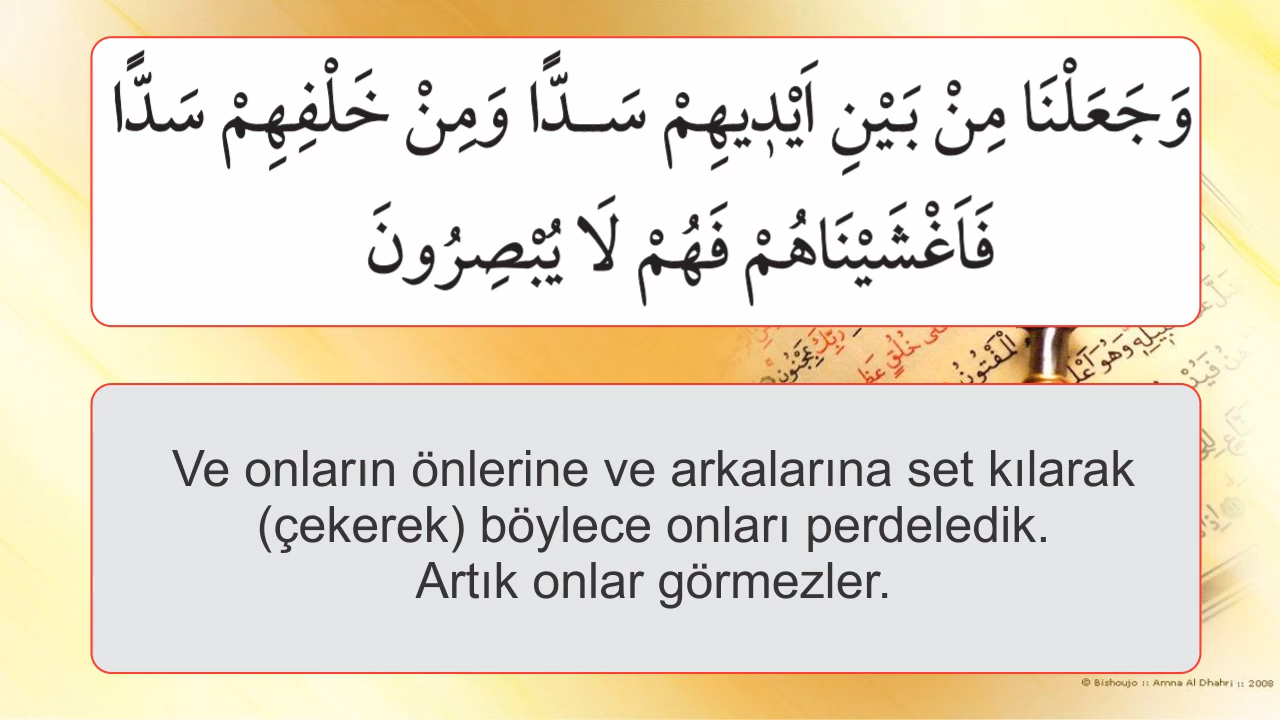 وَجَعَلْنَا مِنْ بَيْنِ اَيْد۪يهِمْ سَـدًّا وَمِنْ خَلْفِهِمْ سَدًّا
فَاَغْشَيْنَاهُمْ فَهُمْ لَا يُبْصِرُونَ
Ve onların önlerine ve arkalarına set kılarak
(çekerek) böylece onları perdeledik.
Artık onlar görmezler.
© Bishoujo :: Amna Al Dhahri :: 2008